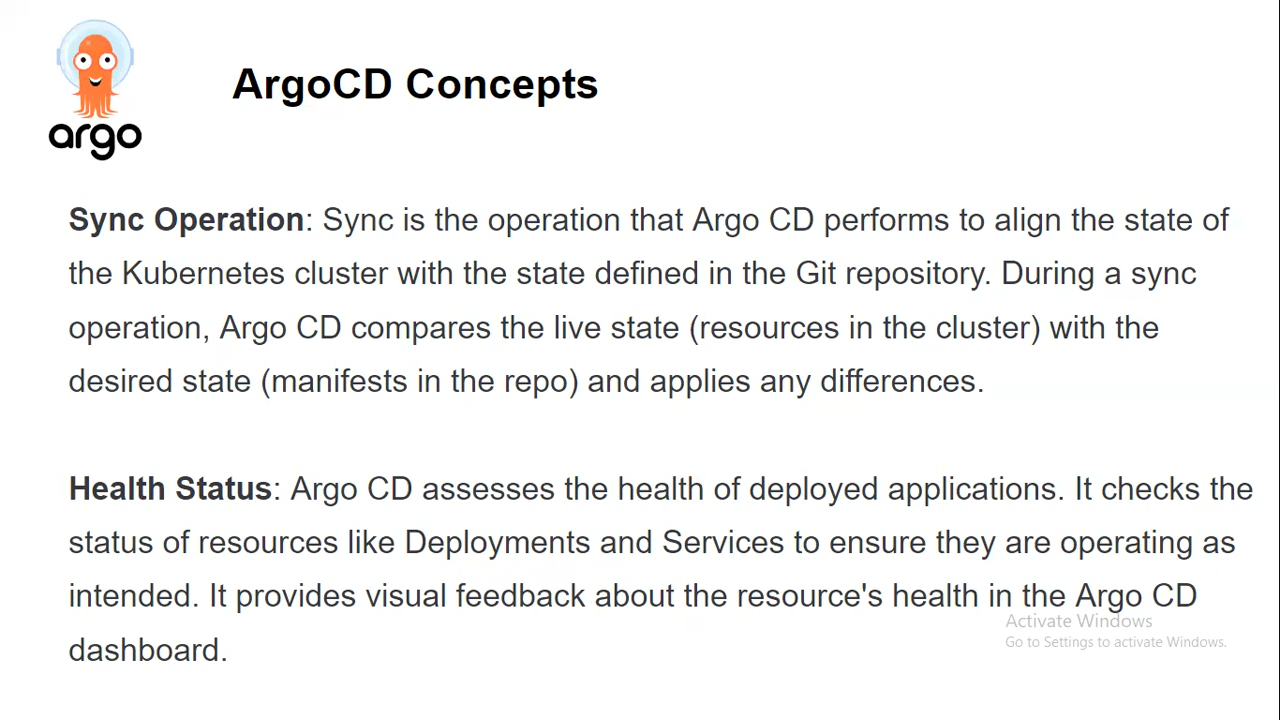 argo
ArgoCD Concepts
Sync Operation: Sync is the operation that Argo CD performs to align the state of
the Kubernetes cluster with the state defined in the Git repository. During a sync
operation, Argo CD compares the live state (resources in the cluster) with the
desired state (manifests in the repo) and applies any differences.
Health Status: Argo CD assesses the health of deployed applications. It checks the
status of resources like Deployments and Services to ensure they are operating as
intended. It provides visual feedback about the resource's health in the Argo CD
dashboard.
Activate Windows
Go to Settings to activate Windows.